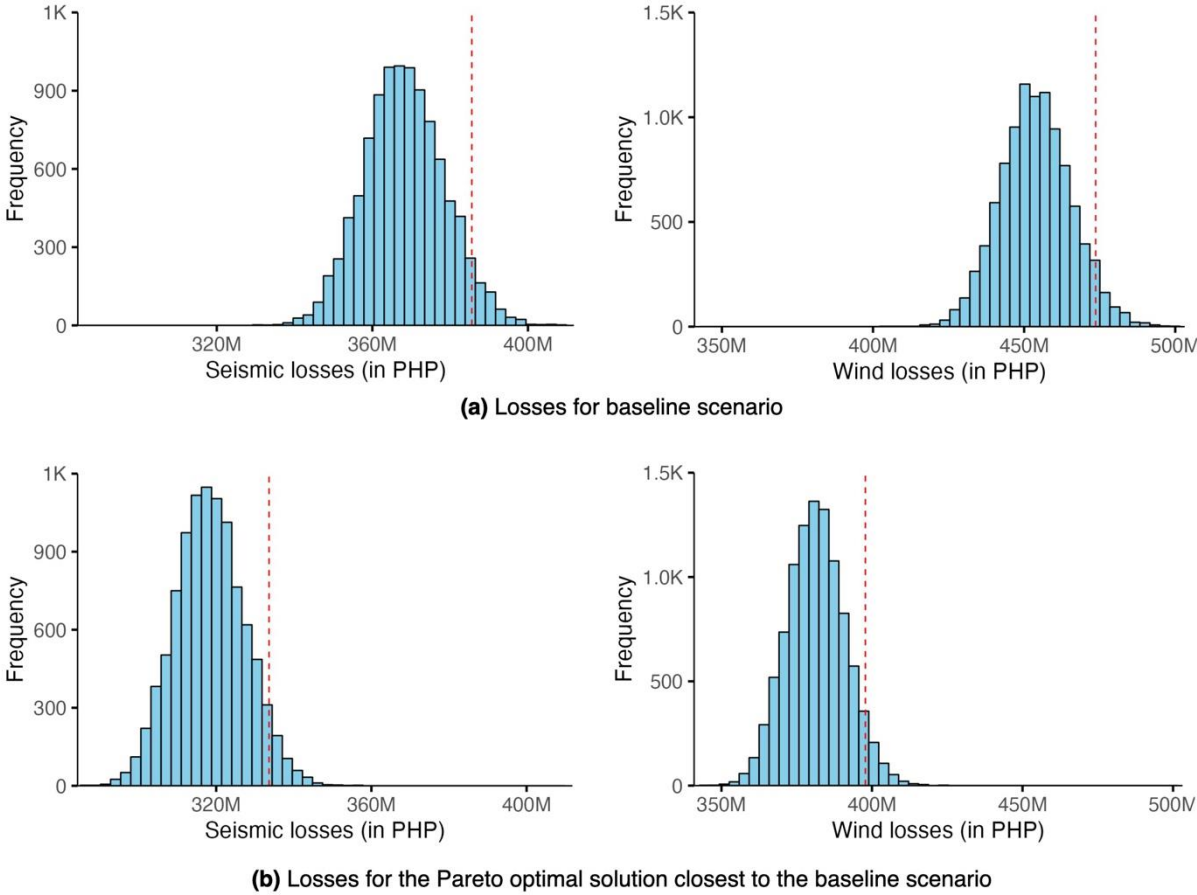 1K
900
600
300
0
Frequency
320M
360M
400M
Seismic losses (in PHP)
1.5K
1.0K
500
0
Frequency
350M
400M
450M
500M
Wind losses (in PHP)
(a) Losses for baseline scenario
1K
900
600
300
0
Frequency
320M
360M
400M
Seismic losses (in PHP)
1.5K
1.0K
500
0
Frequency
350M
400M
450M
500M
Wind losses (in PHP)
(b) Losses for the Pareto optimal solution closest to the baseline scenario